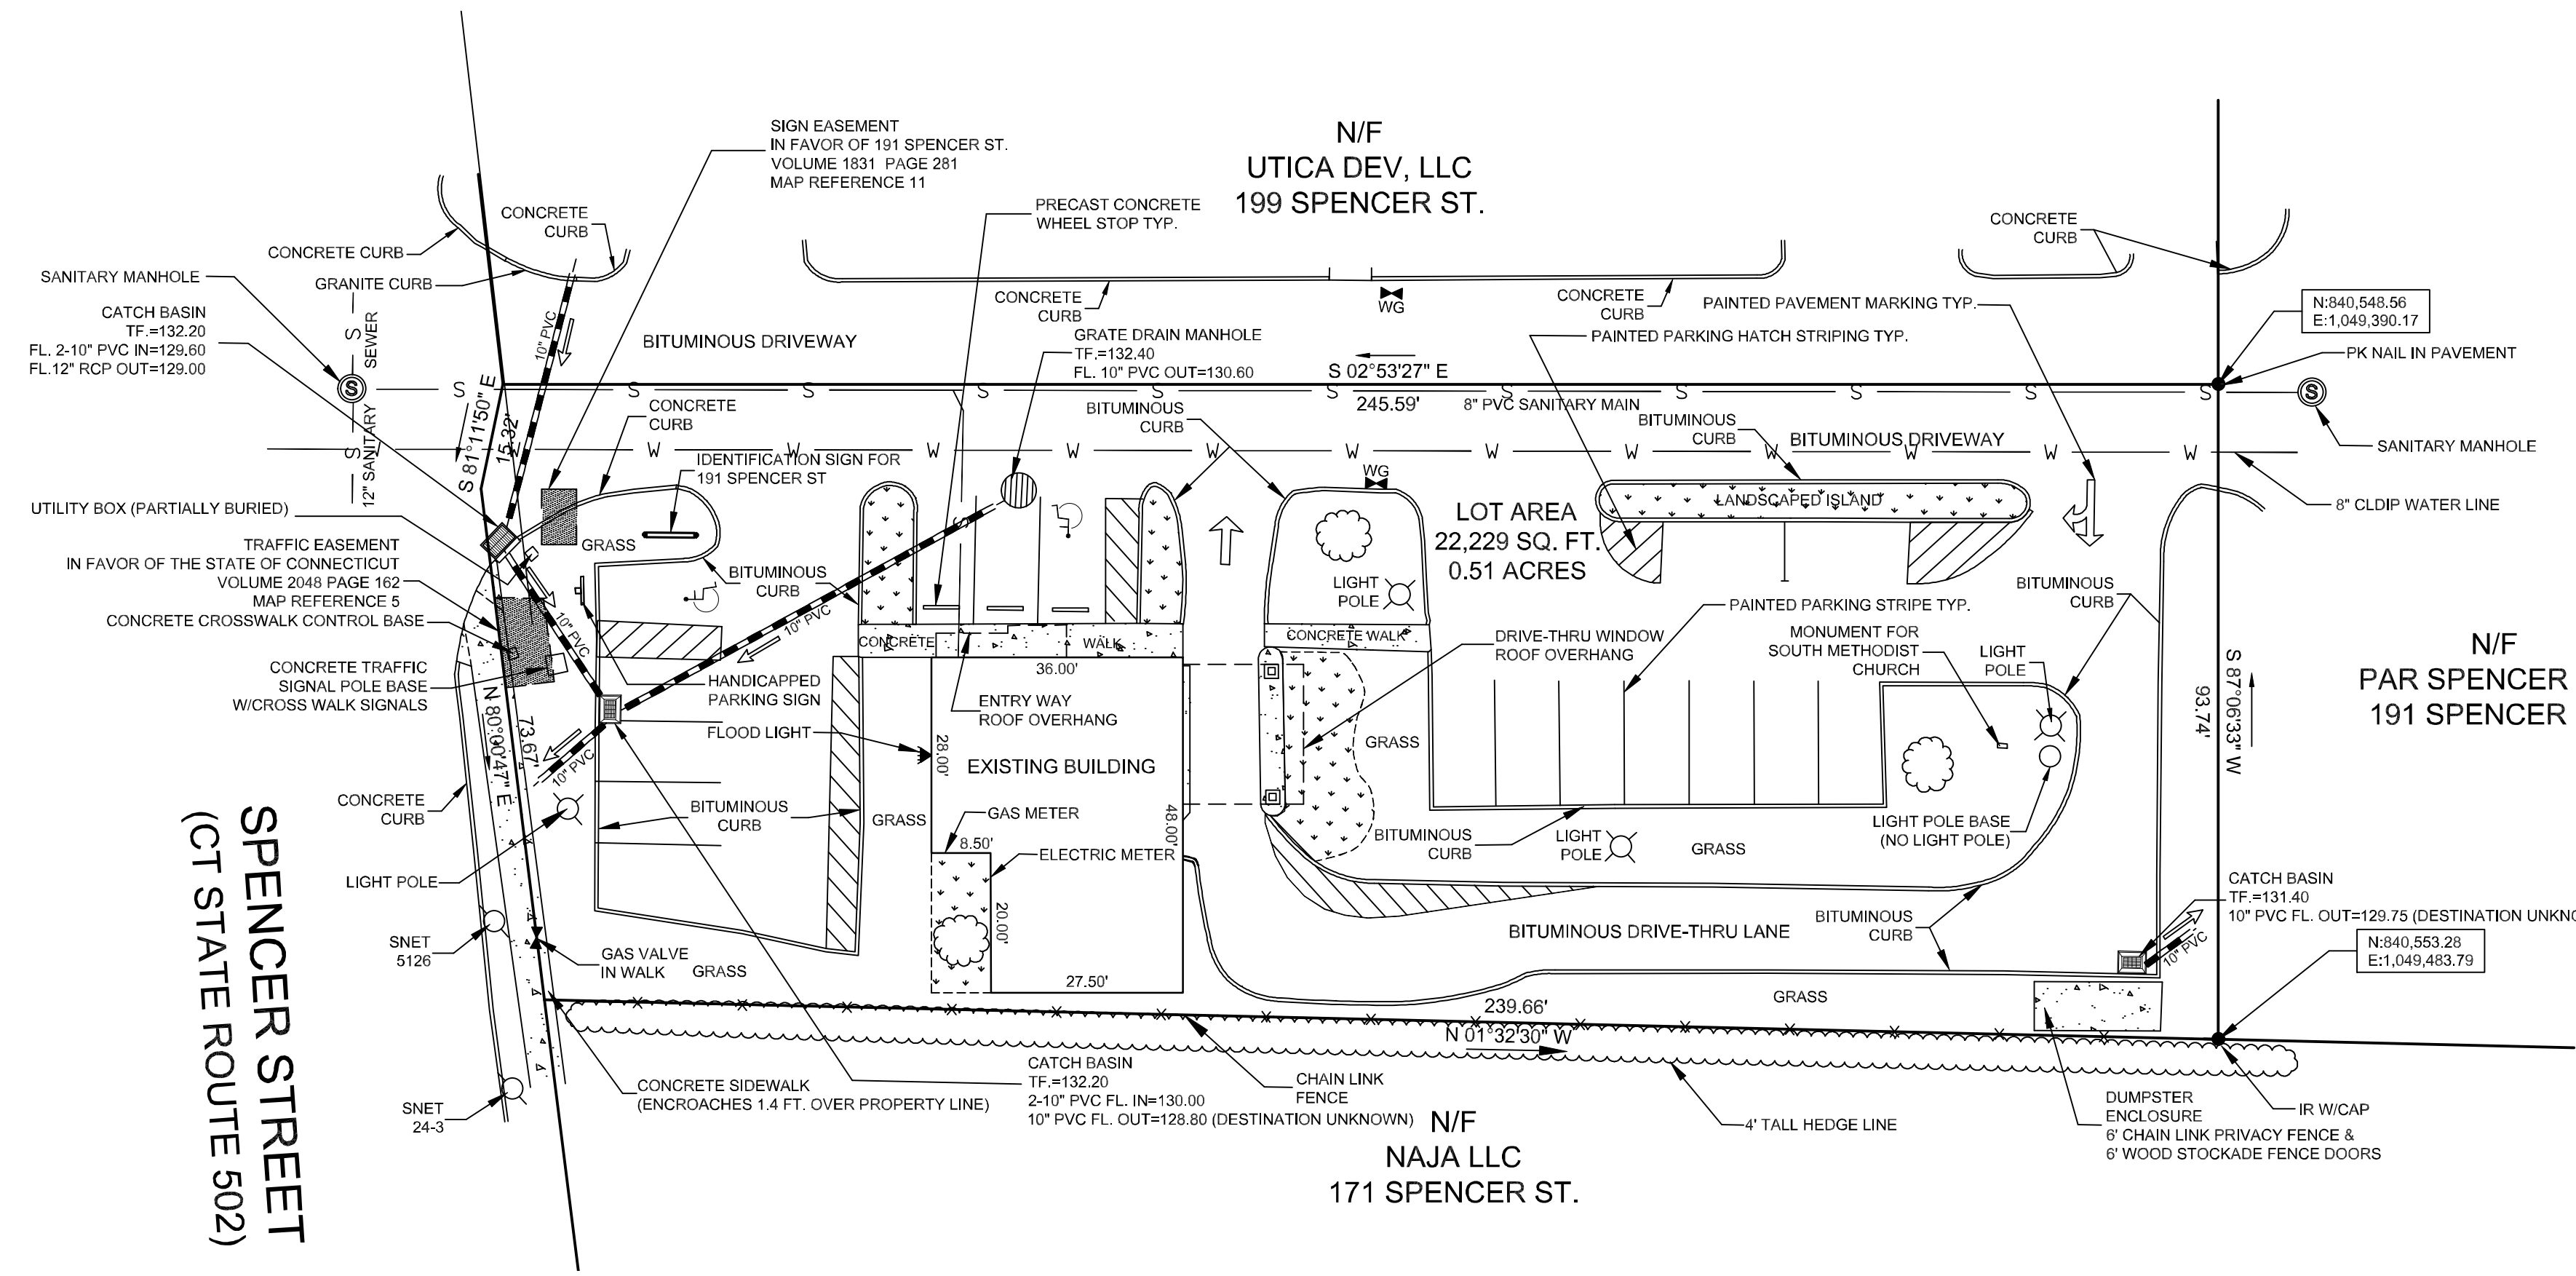 SIGN EASEMENT
IN FAVOR OF 191 SPENCER ST.
VOLUME 1831 PAGE 281
MAP REFERENCE 11
N/F
UTICA DEV, LLC
199 SPENCER ST.
PRECAST CONCRETE
WHEEL STOP TYP.
CONCRETE
CURB
CONCRETE CURB
GRANITE CURB
CONCRETE
CURB
SANITARY MANHOLE
CATCH BASIN
TF.=132.20
FL. 2-10" PVC IN=129.60
FL.12" RCP OUT=129.00
S
SEWER
S
S
12" SANITARY
10" PVC
BITUMINOUS DRIVEWAY
CONCRETE
CURB
GRATE DRAIN MANHOLE
TF.=132.40
FL. 10" PVC OUT=130.60
WG
CONCRETE
CURB
PAINTED PAVEMENT MARKING TYP.
PAINTED PARKING HATCH STRIPING TYP.
N:840,548.56
E:1,049,390.17
PK NAIL IN PAVEMENT
S 02°53'27" E
245.59'
8" PVC SANITARY MAIN
S S S S S S S S S S S
S
SANITARY MANHOLE
S 81°11'50" E
15.32'
CONCRETE
CURB
BITUMINOUS
CURB
BITUMINOUS
CURB
BITUMINOUS DRIVEWAY
W W W W W W W W W W W W
8" CLDIP WATER LINE
IDENTIFICATION SIGN FOR
191 SPENCER ST
WG
LANDSCAPED ISLAND
UTILITY BOX (PARTIALLY BURIED)
TRAFFIC EASEMENT
IN FAVOR OF THE STATE OF CONNECTICUT
VOLUME 2048 PAGE 162
MAP REFERENCE 5
CONCRETE CROSSWALK CONTROL BASE
CONCRETE TRAFFIC
SIGNAL POLE BASE
W/CROSS WALK SIGNALS
GRASS
S
BITUMINOUS
CURB
10" PVC
10" PVC
LOT AREA
22,229 SQ. FT.
0.51 ACRES
LIGHT
POLE
BITUMINOUS
CURB
PAINTED PARKING STRIPE TYP.
CONCRETE WALK
CONCRETE WALK
DRIVE-THRU WINDOW
ROOF OVERHANG
MONUMENT FOR
SOUTH METHODIST
CHURCH
LIGHT
POLE
N/F
PAR SPENCER
191 SPENCER
S 87°06'33" W
93.74'
N 80°00'47" E
73.67'
HANDICAPPED
PARKING SIGN
FLOOD LIGHT
36.00'
ENTRY WAY
ROOF OVERHANG
28.00'
EXISTING BUILDING
GRASS
10" PVC
CONCRETE
CURB
BITUMINOUS
CURB
GRASS
GAS METER
8.50'
ELECTRIC METER
48.00'
BITUMINOUS
CURB
LIGHT
POLE
GRASS
LIGHT POLE BASE
(NO LIGHT POLE)
LIGHT POLE
20.00'
SNET
5126
GAS VALVE
IN WALK
GRASS
27.50'
BITUMINOUS DRIVE-THRU LANE
BITUMINOUS
CURB
CATCH BASIN
TF.=131.40
10" PVC FL. OUT=129.75 (DESTINATION
10" PVC
N:840,553.28
E:1,049,483.79
GRASS
239.66'
N 01°32'30" W
SPENCER STREET
(CT STATE ROUTE 502)
SNET
24-3
CONCRETE SIDEWALK
(ENCROACHES 1.4 FT. OVER PROPERTY LINE)
CATCH BASIN
TF.=132.20
2-10" PVC FL. IN=130.00
10" PVC FL. OUT=128.80 (DESTINATION UNKNOWN)
CHAIN LINK
FENCE
N/F
NAJA LLC
171 SPENCER ST.
4' TALL HEDGE LINE
DUMPSTER
ENCLOSURE
6' CHAIN LINK PRIVACY FENCE &
6' WOOD STOCKADE FENCE DOORS
IR W/CAP